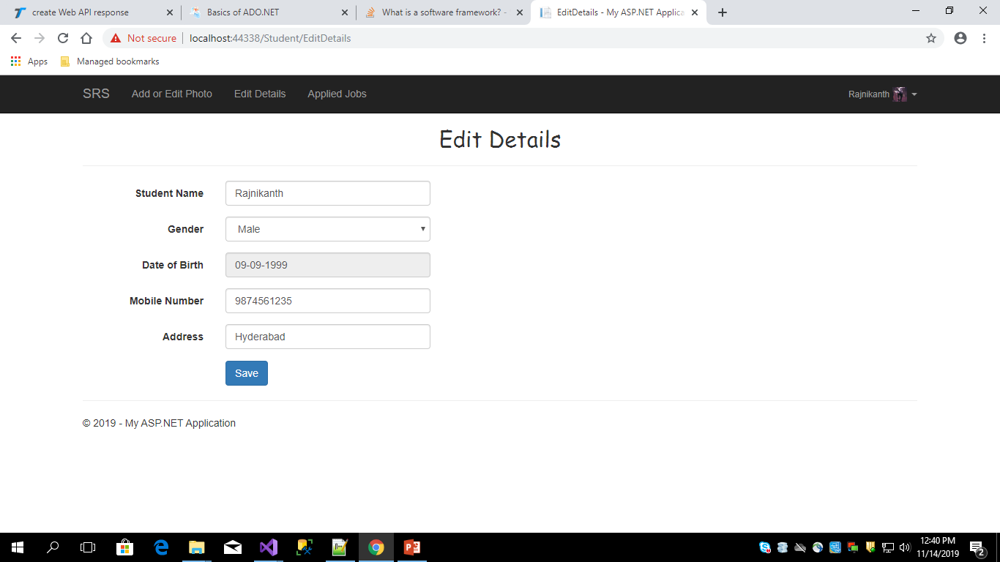 create Web API response
Basics of ADO.NET
What is a software framework? -
EditDetails - My ASP.NET Applica
Not secure
localhost:44338/Student/EditDetails
Apps
Managed bookmarks
SRS
Add or Edit Photo
Edit Details
Applied Jobs
Rajnikanth
Edit Details
Student Name
Rajnikanth
Gender
Male
Date of Birth
09-09-1999
Mobile Number
9874561235
Address
Hyderabad
Save
© 2019 - My ASP.NET Application
12:40 PM
11/14/2019
2